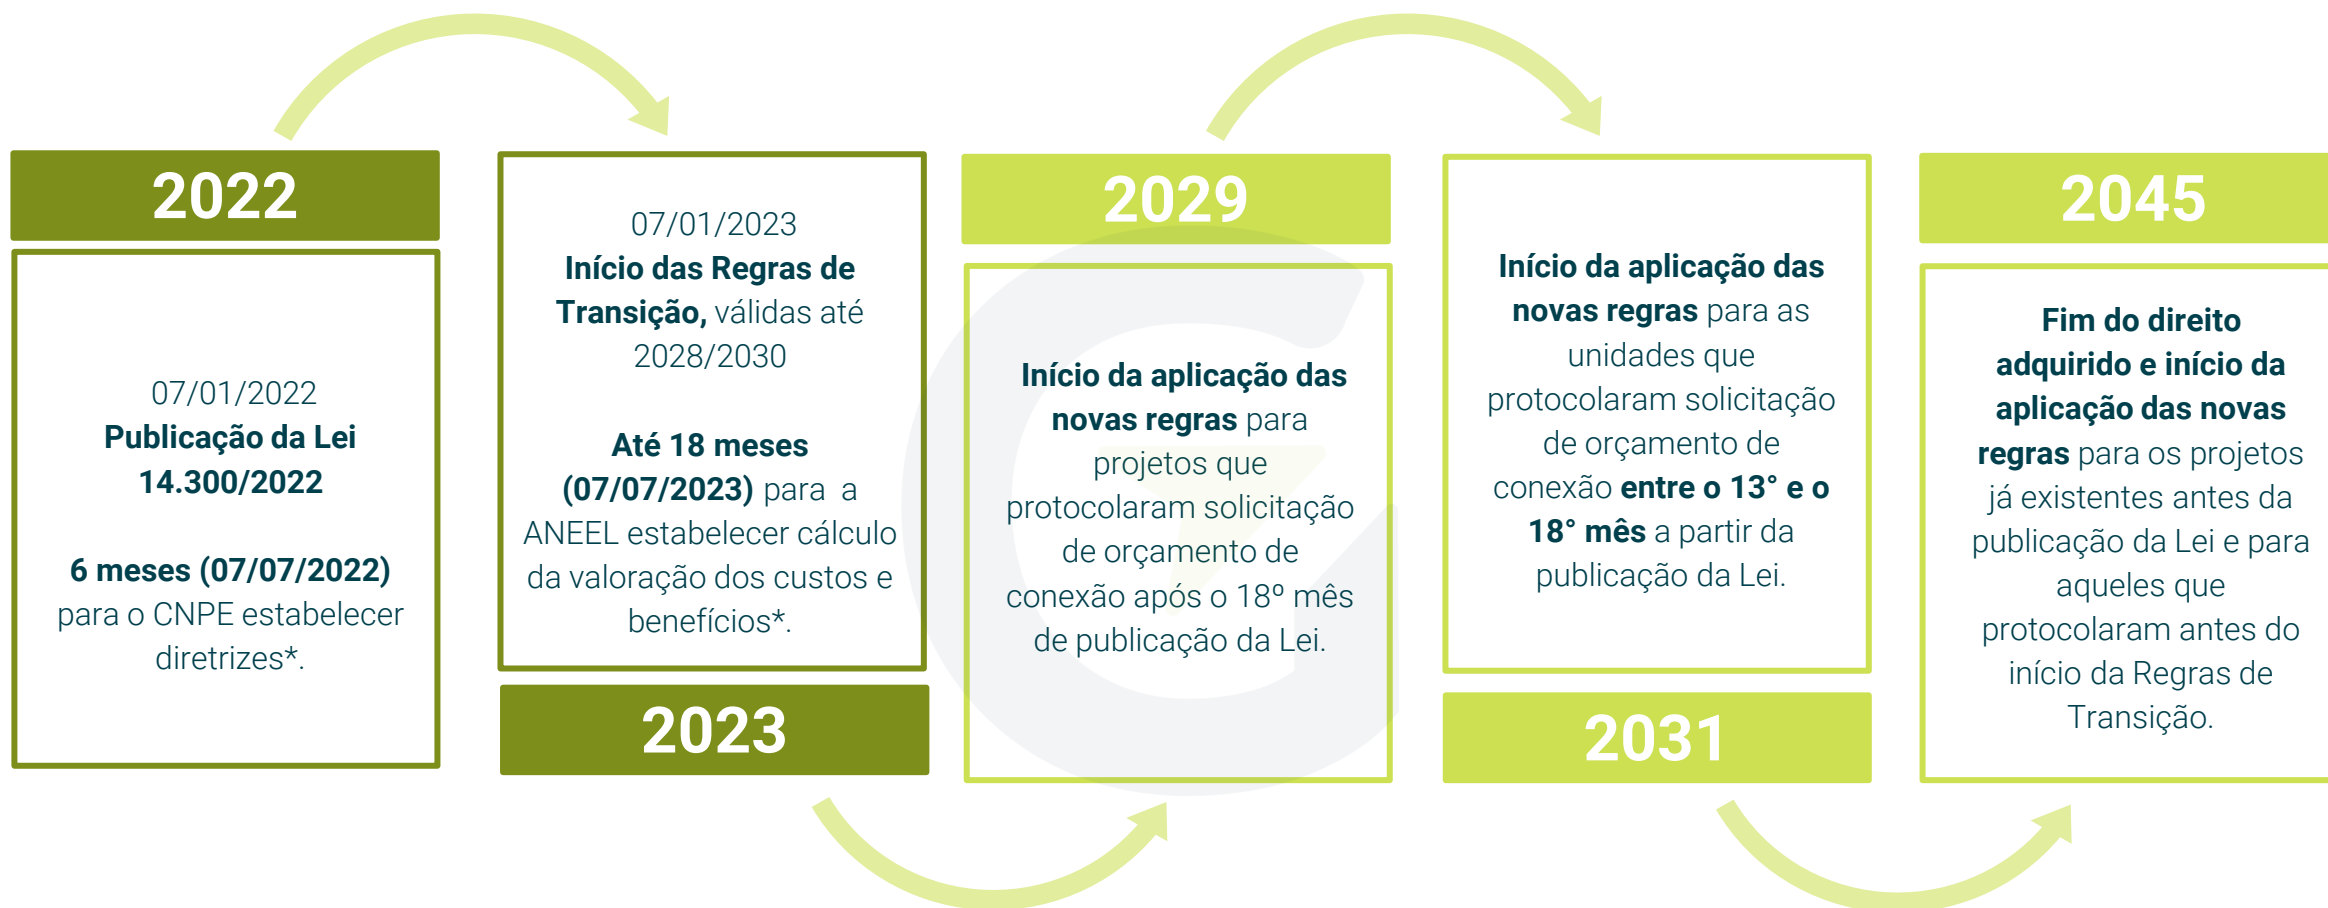 2022
07/01/2022
Publicação da Lei
14.300/2022
6 meses (07/07/2022)
para o CNPE estabelecer
diretrizes*.
07/01/2023
Início das Regras de
Transição, válidas até
2028/2030
Até 18 meses
(07/07/2023) para a
ANEEL estabelecer cálculo
da valoração dos custos e
benefícios*.
2023
2029
Início da aplicação das
novas regras para
projetos que
protocolaram solicitação
de orçamento de
conexão após o 18º mês
de publicação da Lei.
Início da aplicação das
novas regras para as
unidades que
protocolaram solicitação
de orçamento de
conexão entre o 13° e o
18° mês a partir da
publicação da Lei.
2031
2045
Fim do direito
adquirido e início da
aplicação das novas
regras para os projetos
já existentes antes da
publicação da Lei e para
aqueles que
protocolaram antes do
início da Regras de
Transição.